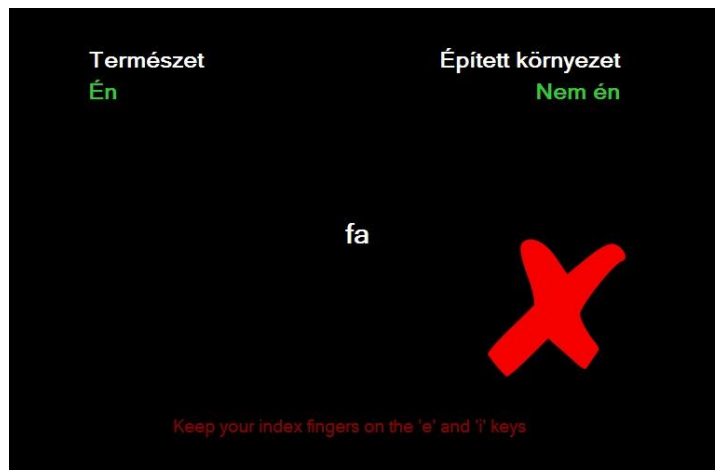 Természet
Én
Épített környezet
Nem én
fa
Keep your index fingers on the 'e' and 'i' keys